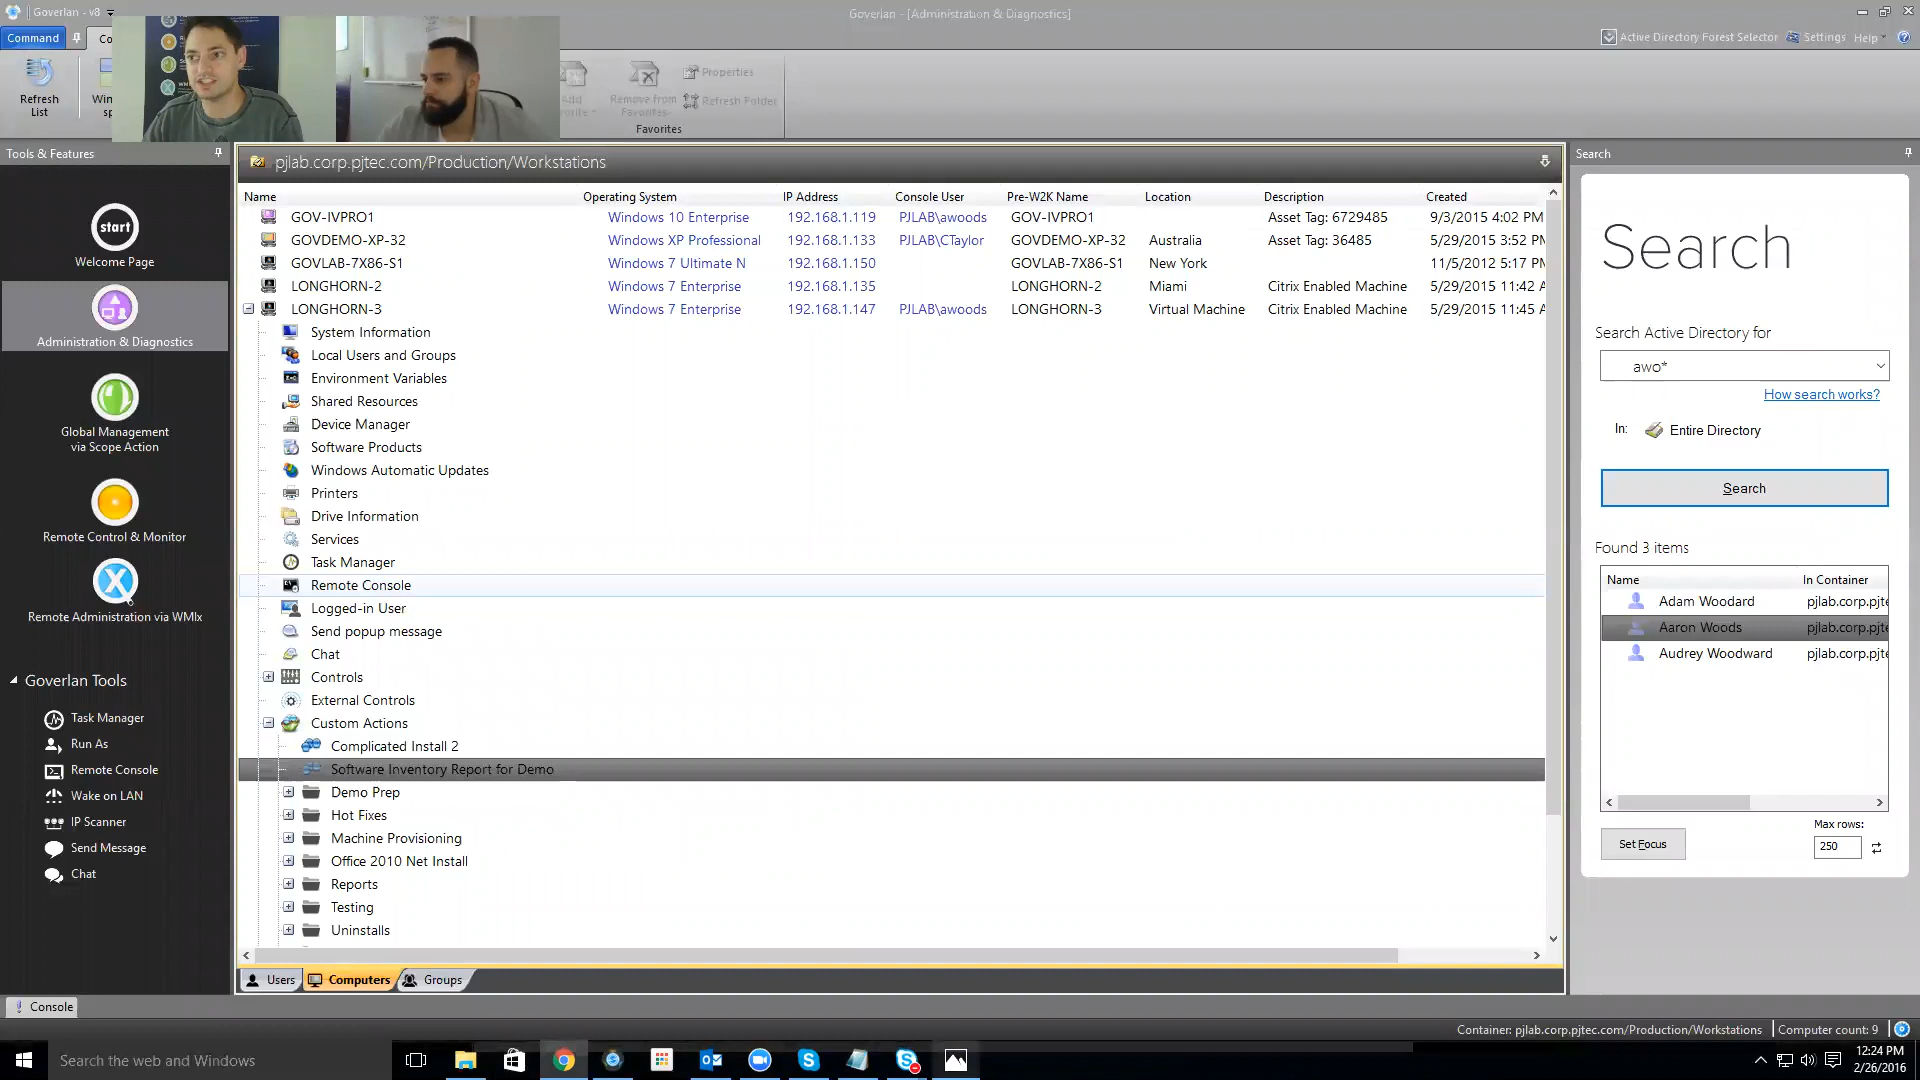 Goverlan - v8
Goverlan - [Administration & Diagnostics]
Command
Co
Active Directory Forest Selector
Settings
Help
Refresh
List
Win
sp
Add
Favorite
Remove from
Favorites
Properties
Refresh Folder
Favorites
Tools & Features
start
Welcome Page
Administration & Diagnostics
Global Management
via Scope Action
Remote Control & Monitor
X
Remote Administration via WMIx
Goverlan Tools
Task Manager
Run As
Remote Console
Wake on LAN
IP Scanner
Send Message
Chat
pjlab.corp.pjtec.com/Production/Workstations
Name Operating System IP Address Console User Pre-W2K Name Location Description Created
GOV-IVPRO1 Windows 10 Enterprise 192.168.1.119 PJLAB\awoods GOV-IVPRO1 Asset Tag: 6729485 9/3/2015 4:02 PM
GOVDEMO-XP-32 Windows XP Professional 192.168.1.133 PJLAB\CTaylor GOVDEMO-XP-32 Australia Asset Tag: 36485 5/29/2015 3:52 PM
GOVLAB-7X86-S1 Windows 7 Ultimate N 192.168.1.150 GOVLAB-7X86-S1 New York 11/5/2012 5:17 PM
LONGHORN-2 Windows 7 Enterprise 192.168.1.135 LONGHORN-2 Miami Citrix Enabled Machine 5/29/2015 11:42 A
LONGHORN-3 Windows 7 Enterprise 192.168.1.147 PJLAB\awoods LONGHORN-3 Virtual Machine Citrix Enabled Machine 5/29/2015 11:45 A
System Information
Local Users and Groups
Environment Variables
Shared Resources
Device Manager
Software Products
Windows Automatic Updates
Printers
Drive Information
Services
Task Manager
Remote Console
Logged-in User
Send popup message
Chat
Controls
External Controls
Custom Actions
Complicated Install 2
Software Inventory Report for Demo
Demo Prep
Hot Fixes
Machine Provisioning
Office 2010 Net Install
Reports
Testing
Uninstalls
Users
Computers
Groups
Search
Search
Search Active Directory for
awo*
How search works?
In: Entire Directory
Search
Found 3 items
Name In Container
Adam Woodard pjlab.corp.pjte
Aaron Woods pjlab.corp.pjte
Audrey Woodward pjlab.corp.pjte
Max rows:
Set Focus
250
Console
Container: pjlab.corp.pjtec.com/Production/Workstations
Computer count: 9
Search the web and Windows
12:24 PM
2/26/2016